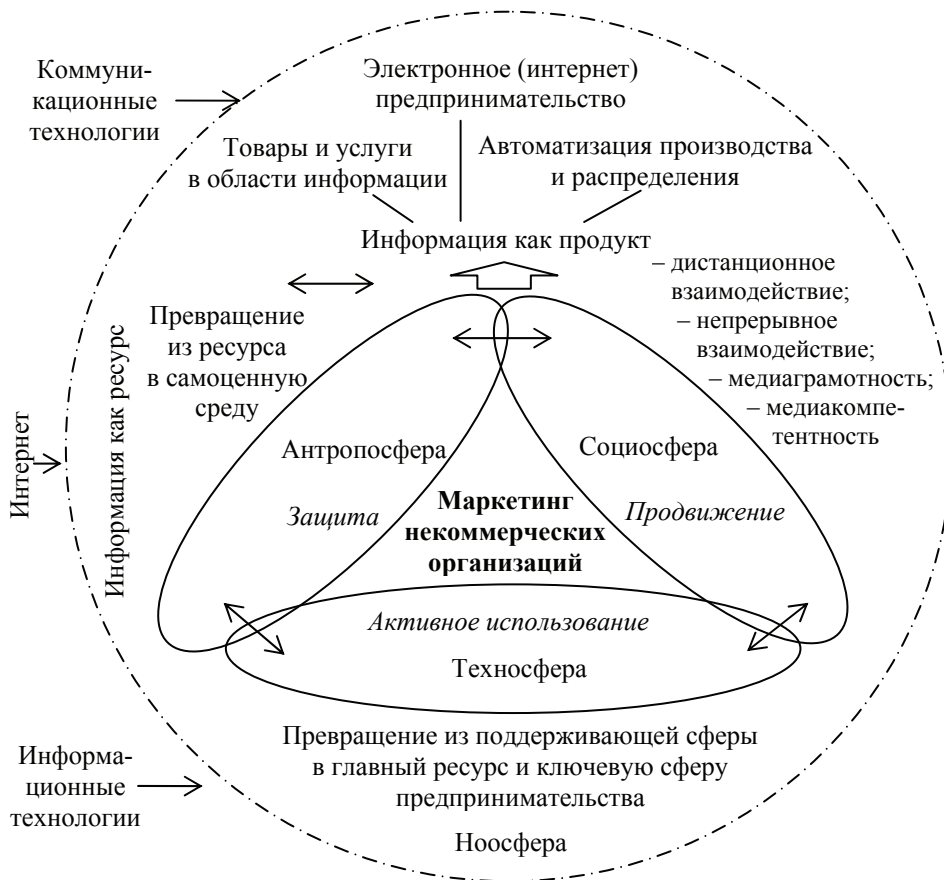 Коммуни-
кационные
технологии
Электронное (интернет)
предпринимательство
Товары и услуги
в области информации
Автоматизация производства
и распределения
Информация как продукт
– дистанционное
взаимодействие;
– непрерывное
взаимодействие;
– медиаграмотность;
– медиакомпе-
тентность
Превращение
из ресурса
в самоценную
среду
Интернет
Информация как ресурс
Антропосфера
Социосфера
Защита
Маркетинг
некоммерческих
организаций
Продвижение
Активное использование
Техносфера
Информа-
ционные
технологии
Превращение из поддерживающей сферы
в главный ресурс и ключевую сферу
предпринимательства
Ноосфера